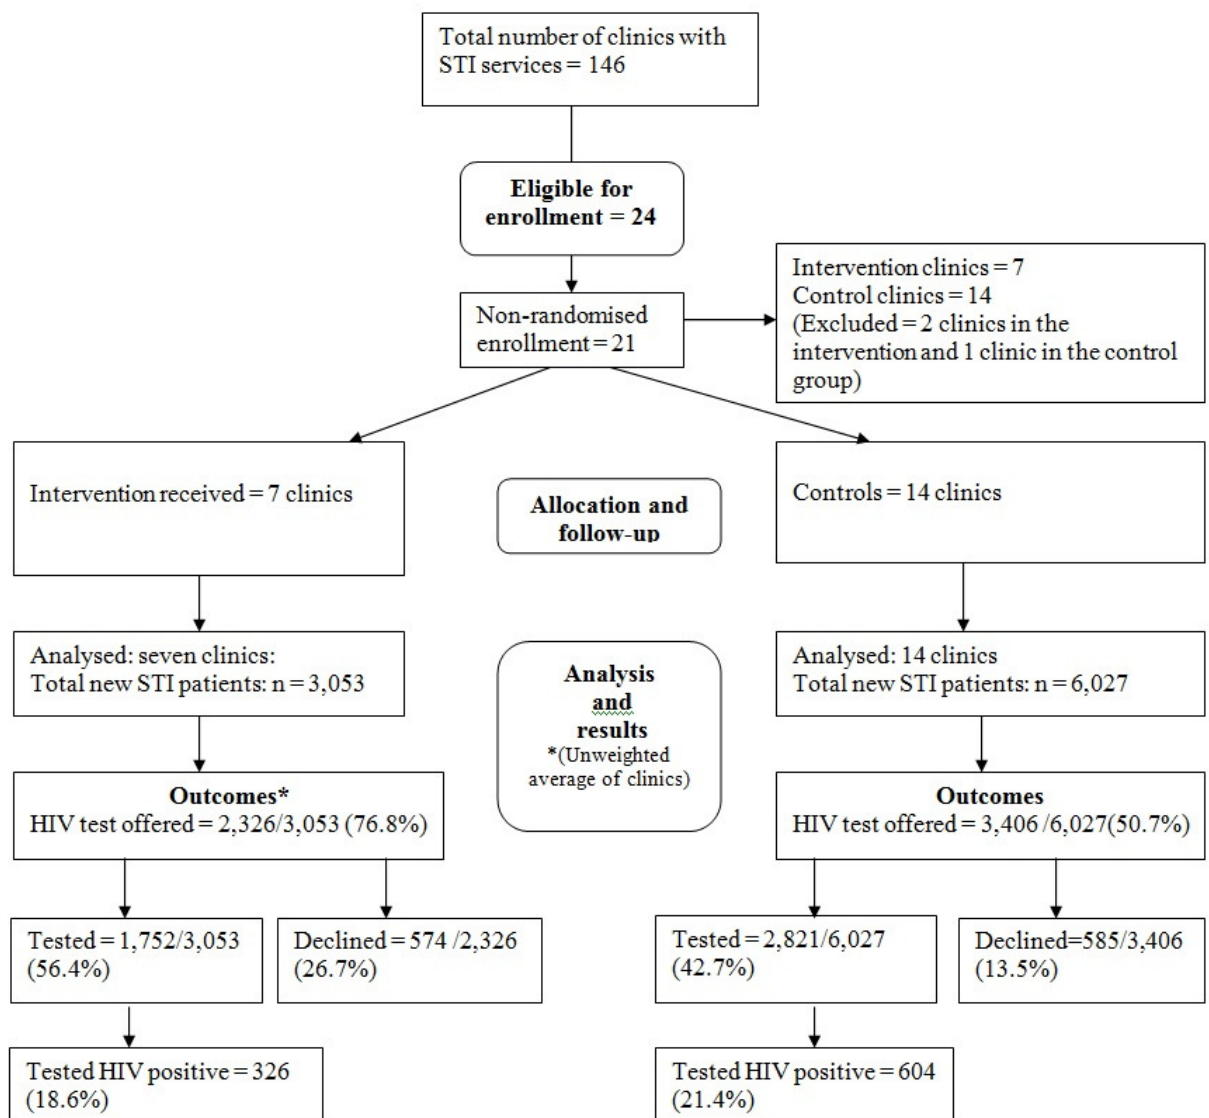 Total number of clinics with
STI services = 146
Eligible for
enrollment = 24
Non-randomised
enrollment = 21
Intervention clinics = 7
Control clinics = 14
(Excluded = 2 clinics in the
intervention and 1 clinic in the control
group)
Intervention received = 7 clinics
Allocation and
follow-up
Controls = 14 clinics
Analysed: seven clinics:
Total new STI patients: n = 3,053
Analysis
and
results
*(Unweighted
average of clinics)
Analysed: 14 clinics
Total new STI patients: n = 6,027
Outcomes*
HIV test offered = 2,326/3,053 (76.8%)
Outcomes
HIV test offered = 3,406 /6,027(50.7%)
Tested = 1,752/3,053
(56.4%)
Declined = 574 /2,326
(26.7%)
Tested = 2,821/6,027
(42.7%)
Declined=585/3,406
(13.5%)
Tested HIV positive = 326
(18.6%)
Tested HIV positive = 604
(21.4%)